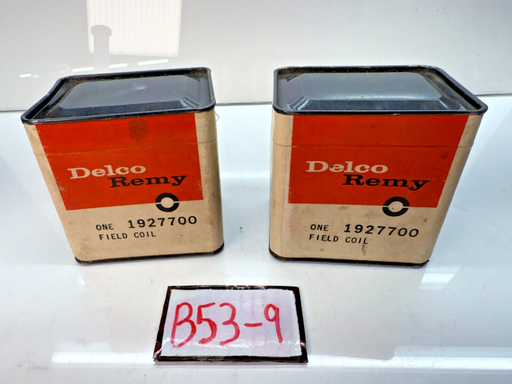 Delco
Remy
ONE 1927700
FIELD COIL
Delco
Remy
ONE 1927700
FIELD COIL
B53-9